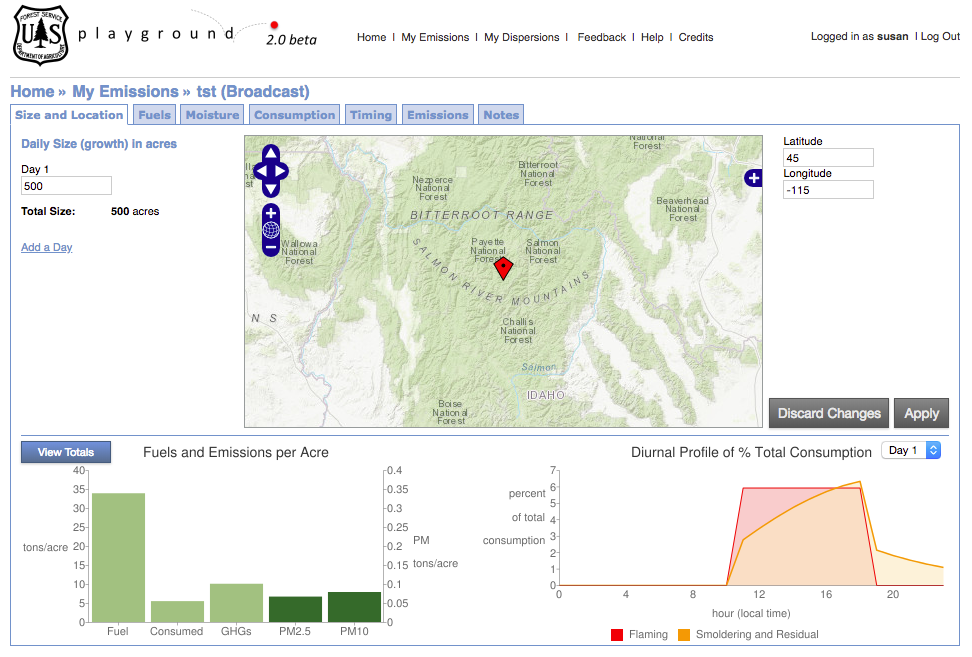 FOREST SERVICE
US
DEPARTMENT OF AGRICULTURE
playground
2.0 beta
Home | My Emissions | My Dispersions | Feedback | Help | Credits
Logged in as susan | Log Out
Home » My Emissions » tst (Broadcast)
Size and Location
Fuels
Moisture
Consumption
Timing
Emissions
Notes
Daily Size (growth) in acres
Day 1
500
Total Size: 500 acres
Add a Day
National
Forest
Bitterroot
National
Forest
Nezperce
National
Forest
Beaverhead
National
Forest
BITTERROOT RANGE
Wallowa
National
Forest
Payette
National
Forest
Salmon
National
Forest
SALMON RIVER MOUNTAINS
N S
Challis
National
Forest
Salmon
IDAHO
Boise
National
Forest
Latitude
45
Longitude
-115
Discard Changes
Apply
View Totals
Fuels and Emissions per Acre
40
35
30
25
20
15
10
5
0
tons/acre
0.4
0.35
0.3
0.25
0.2
0.15
0.1
0.05
0
PM
tons/acre
Fuel
Consumed
GHGs
PM2.5
PM10
Diurnal Profile of % Total Consumption
Day 1
percent
of total
consumption
7
6
5
4
3
2
1
0
0
4
8
12
16
20
hour (local time)
Flaming
Smoldering and Residual